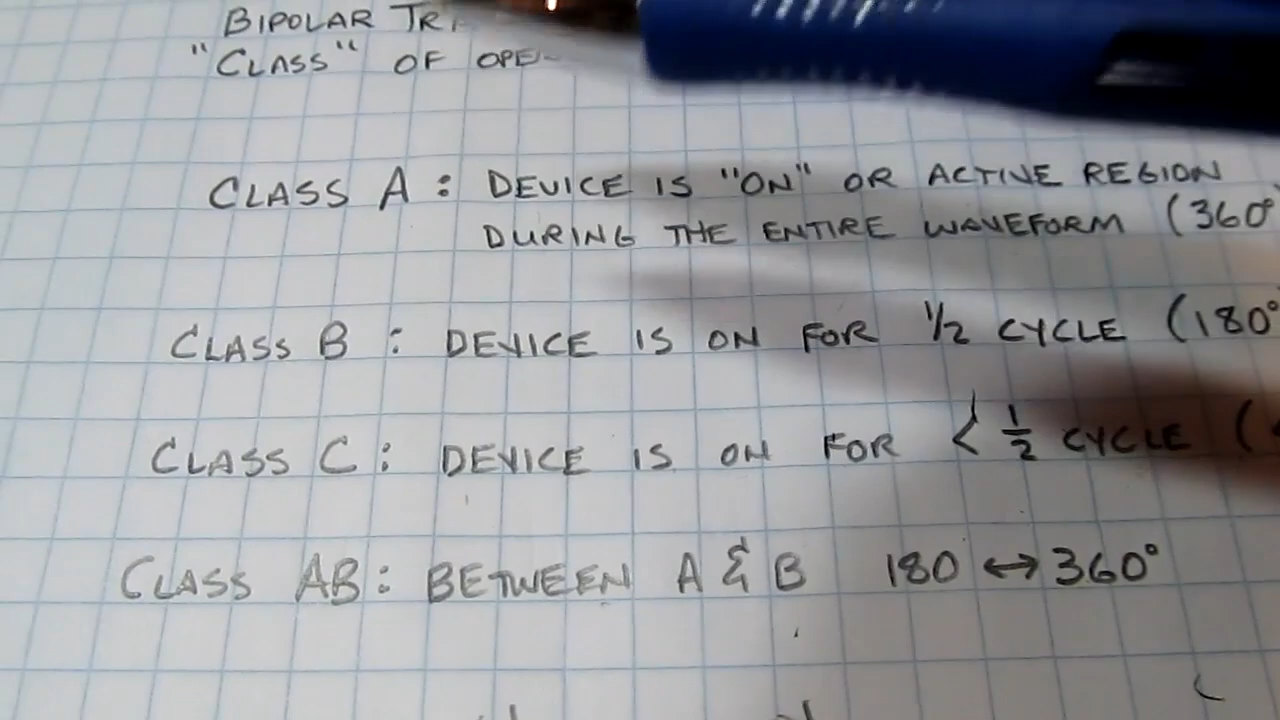 BIPOLAR
"CLASS" OF
CLASS A : DEVICE IS "ON" OR ACTIVE REGION
DURING THE ENTIRE WAVEFORM (360°
CLASS B : DEVICE IS ON FOR 1/2 CYCLE (180°
CLASS C : DEVICE IS ON FOR < 1/2 CYCLE (
CLASS AB : BETWEEN A & B 180 ↔ 360°